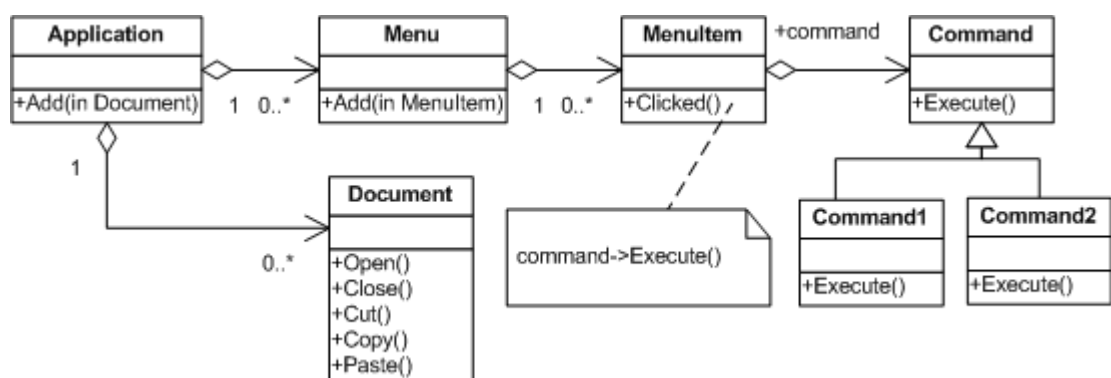 Application
+Add(in Document)
1 0..*
Menu
+Add(in MenuItem)
1 0..*
MenuItem
+Clicked()
+command
Command
+Execute()
1
0..*
Document
+Open()
+Close()
+Cut()
+Copy()
+Paste()
command->Execute()
Command1
+Execute()
Command2
+Execute()